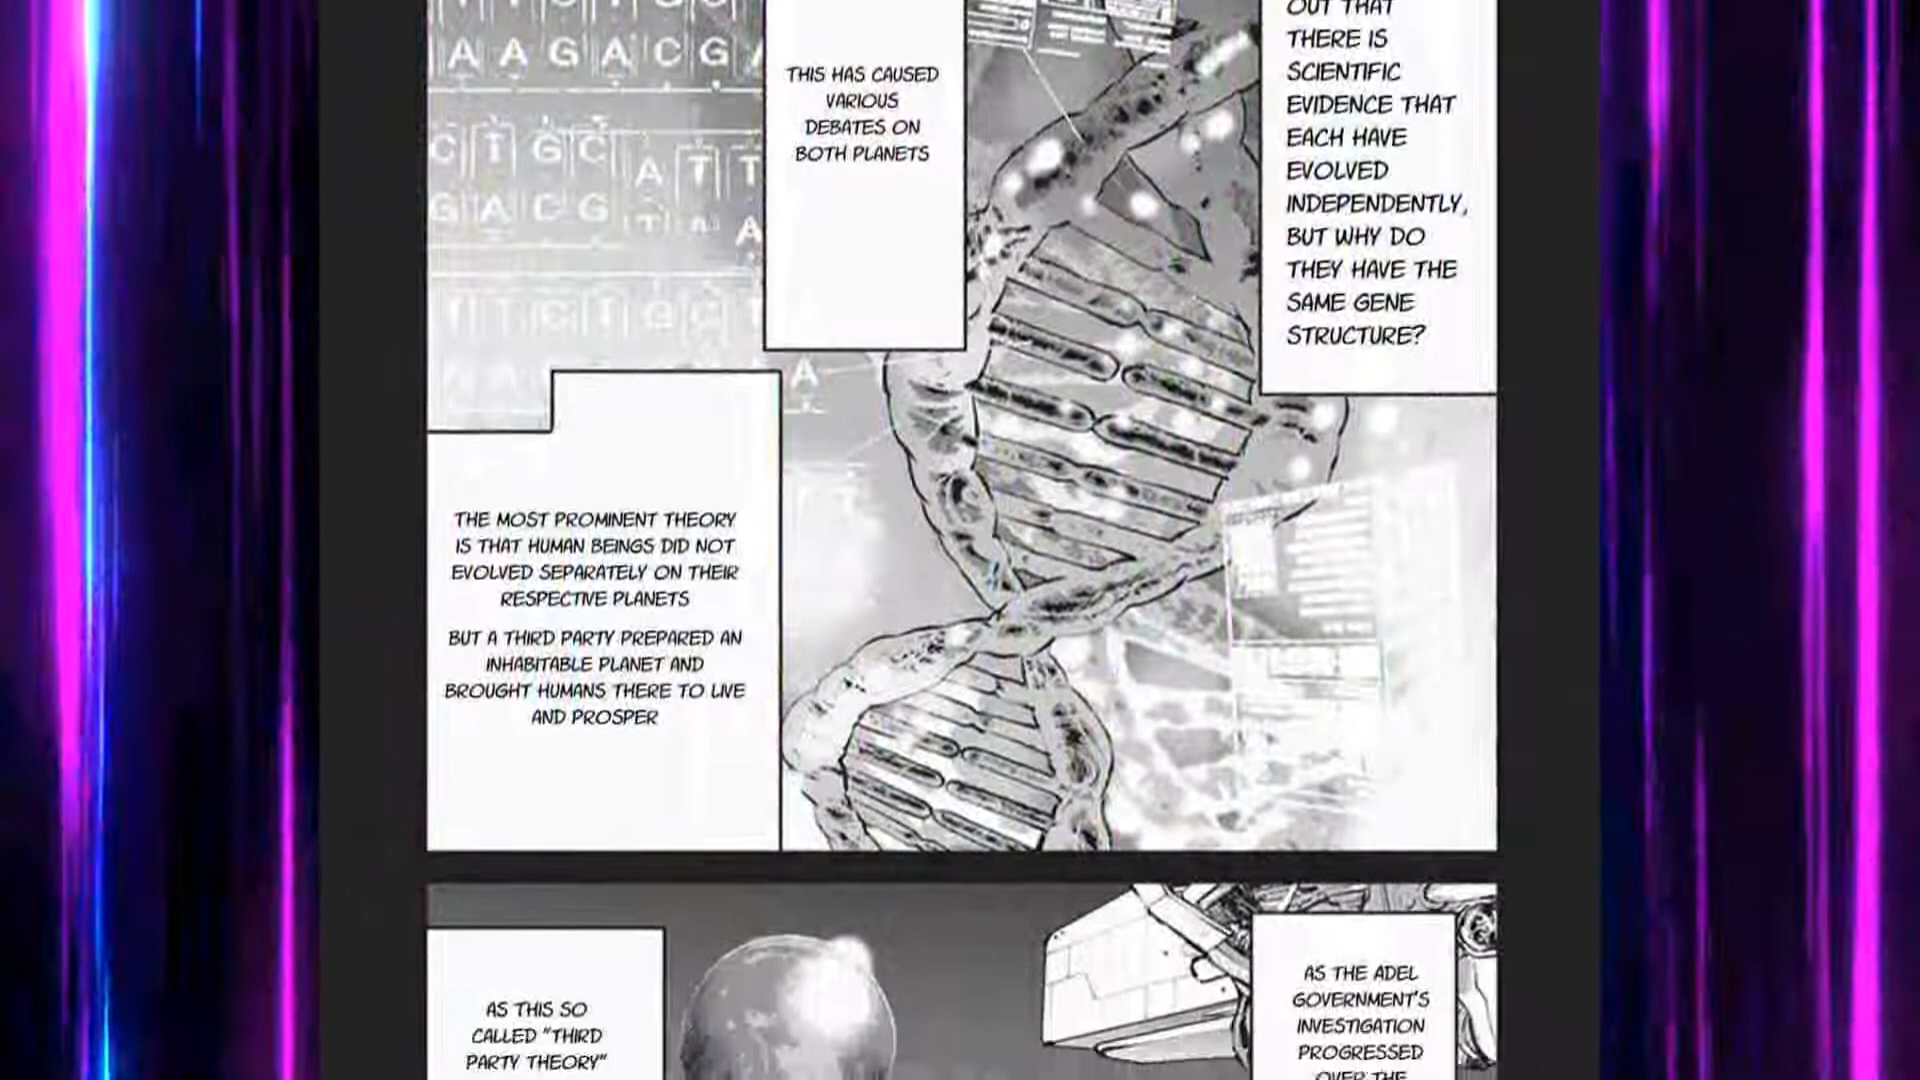 OUT THAT
THERE IS
SCIENTIFIC
EVIDENCE THAT
EACH HAVE
EVOLVED
INDEPENDENTLY,
BUT WHY DO
THEY HAVE THE
SAME GENE
STRUCTURE?
THIS HAS CAUSED
VARIOUS
DEBATES ON
BOTH PLANETS
A A G A C G A
C T G C
A T T
G A C G
A
T T C T G C T
A
THE MOST PROMINENT THEORY
IS THAT HUMAN BEINGS DID NOT
EVOLVED SEPARATELY ON THEIR
RESPECTIVE PLANETS
BUT A THIRD PARTY PREPARED AN
INHABITABLE PLANET AND
BROUGHT HUMANS THERE TO LIVE
AND PROSPER
AS THE ADEL
GOVERNMENT'S
INVESTIGATION
PROGRESSED
OVER THE
AS THIS SO
CALLED "THIRD
PARTY THEORY"